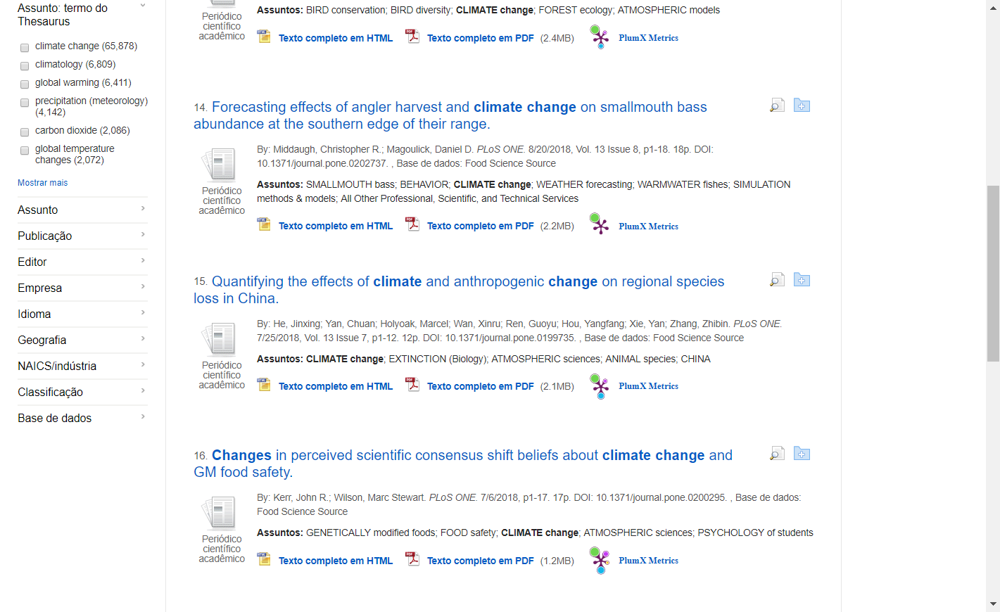 Assunto: termo do
Thesaurus
climate change (65,878)
climatology (6,809)
global warming (6,411)
precipitation (meteorology)
(4,142)
carbon dioxide (2,086)
global temperature
changes (2,072)
Mostrar mais
Assunto
Publicação
Editor
Empresa
Idioma
Geografia
NAICS/indústria
Classificação
Base de dados
Periódico
científico
acadêmico
Assuntos: BIRD conservation; BIRD diversity; CLIMATE change; FOREST ecology; ATMOSPHERIC models
Texto completo em HTML Texto completo em PDF (2.4MB) PlumX Metrics
14. Forecasting effects of angler harvest and climate change on smallmouth bass
abundance at the southern edge of their range.
Periódico
científico
acadêmico
By: Middaugh, Christopher R.; Magoulick, Daniel D. PLoS ONE. 8/20/2018, Vol. 13 Issue 8, p1-18. 18p. DOI:
10.1371/journal.pone.0202737. , Base de dados: Food Science Source
Assuntos: SMALLMOUTH bass; BEHAVIOR; CLIMATE change; WEATHER forecasting; WARMWATER fishes; SIMULATION
methods & models; All Other Professional, Scientific, and Technical Services
Texto completo em HTML Texto completo em PDF (2.2MB) PlumX Metrics
15. Quantifying the effects of climate and anthropogenic change on regional species
loss in China.
Periódico
científico
acadêmico
By: He, Jinxing; Yan, Chuan; Holyoak, Marcel; Wan, Xinru; Ren, Guoyu; Hou, Yangfang; Xie, Yan; Zhang, Zhibin. PLoS ONE.
7/25/2018, Vol. 13 Issue 7, p1-12. 12p. DOI: 10.1371/journal.pone.0199735. , Base de dados: Food Science Source
Assuntos: CLIMATE change; EXTINCTION (Biology); ATMOSPHERIC sciences; ANIMAL species; CHINA
Texto completo em HTML Texto completo em PDF (2.1MB) PlumX Metrics
16. Changes in perceived scientific consensus shift beliefs about climate change and
GM food safety.
Periódico
científico
acadêmico
By: Kerr, John R.; Wilson, Marc Stewart. PLoS ONE. 7/6/2018, p1-17. 17p. DOI: 10.1371/journal.pone.0200295. , Base de dados:
Food Science Source
Assuntos: GENETICALLY modified foods; FOOD safety; CLIMATE change; ATMOSPHERIC sciences; PSYCHOLOGY of students
Texto completo em HTML Texto completo em PDF (1.2MB) PlumX Metrics